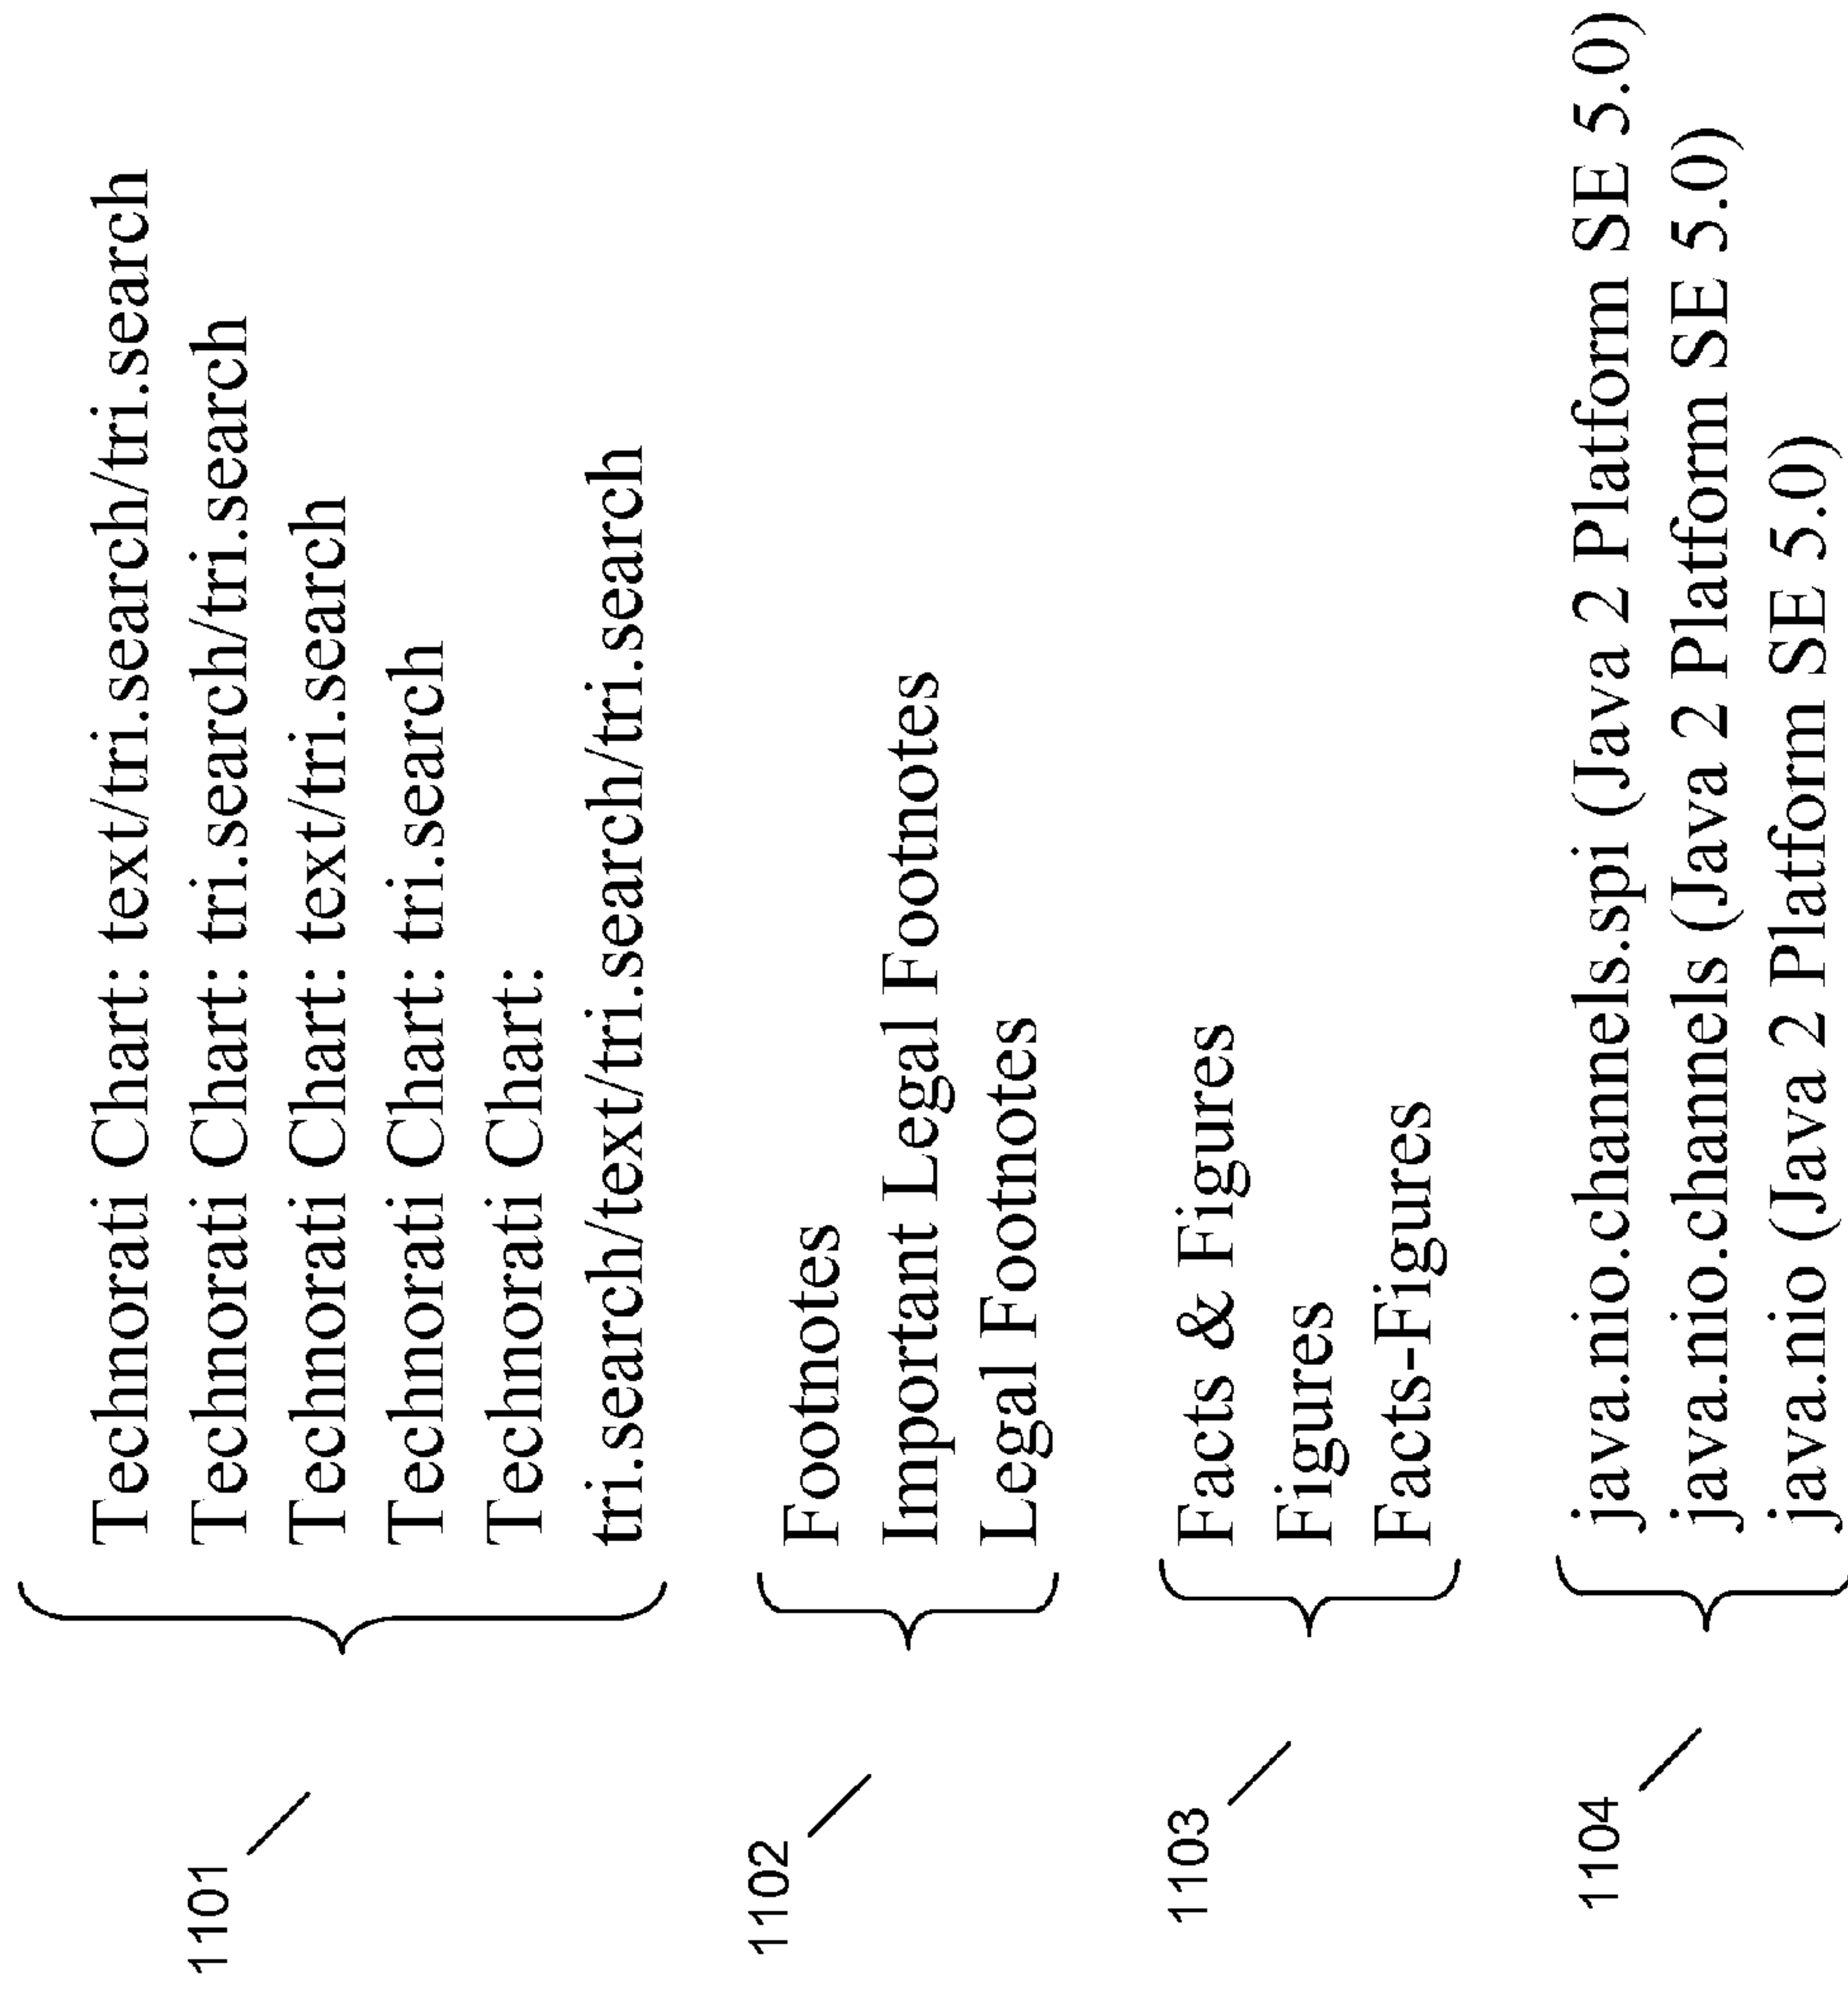 1101
Technorati Chart: text/tri.search/tri.search
Technorati Chart: tri.search/tri.search
Technorati Chart: text/tri.search
Technorati Chart: tri.search
Technorati Chart:
tri.search/text/tri.search/tri.search
1102
Footnotes
Important Legal Footnotes
Legal Footnotes
1103
Facts & Figures
Figures
Facts-Figures
1104
java.nio.channels.spi (Java 2 Platform SE 5.0)
java.nio.channels (Java 2 Platform SE 5.0)
java.nio (Java 2 Platform SE 5.0)